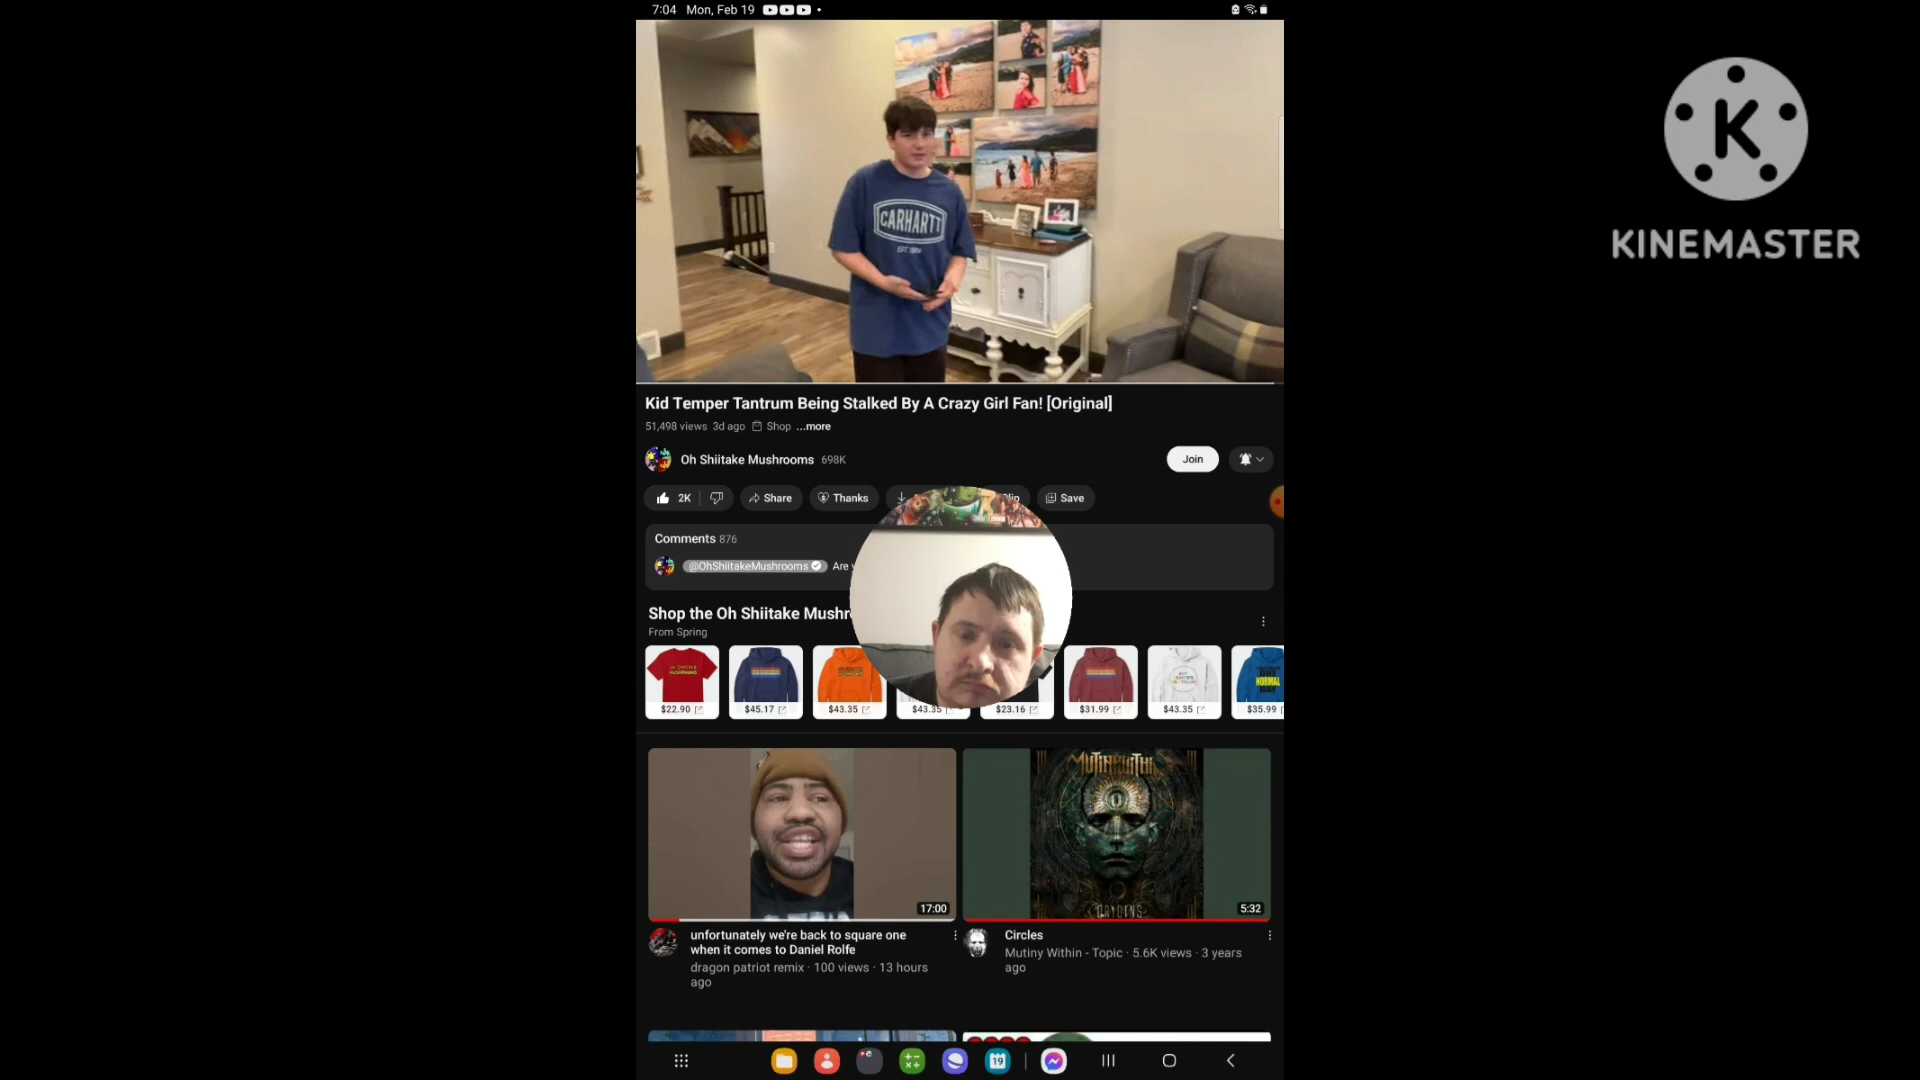 7:04 Mon, Feb 19
KINEMASTER
CARHARTT
Kid Temper Tantrum Being Stalked By A Crazy Girl Fan! [Original]
51,498 views 3d ago Shop ...more
Oh Shiitake Mushrooms 698K
Join
2K Share Thanks Save
Comments 876
@OhShiitakeMushrooms Are
Shop the Oh Shiitake Mushr
From Spring
$22.90 $45.17 $43.35 $43.35 $23.16 $31.99 $43.35 $35.99
17:00
5:32
unfortunately we're back to square one
when it comes to Daniel Rolfe
dragon patriot remix · 100 views · 13 hours
ago
Circles
Mutiny Within - Topic · 5.6K views · 3 years
ago
19